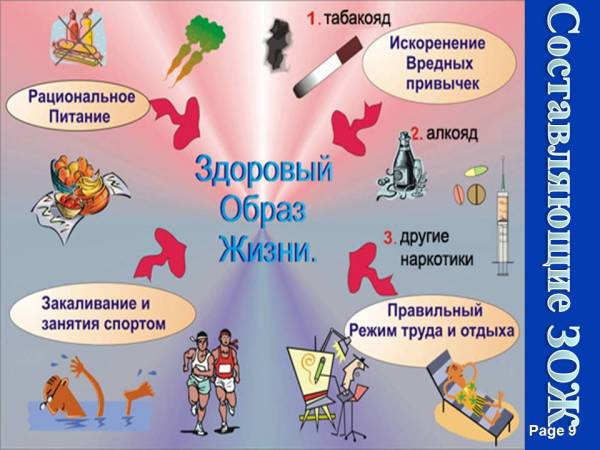 1. табакояд
Искоренение
Вредных
привычек
Рациональное
Питание
2. алкояд
Здоровый
Образ
Жизни.
3. другие
наркотики
Закаливание и
занятия спортом
Правильный
Режим труда и отдыха
Составляющие ЗОЖ
Page 9